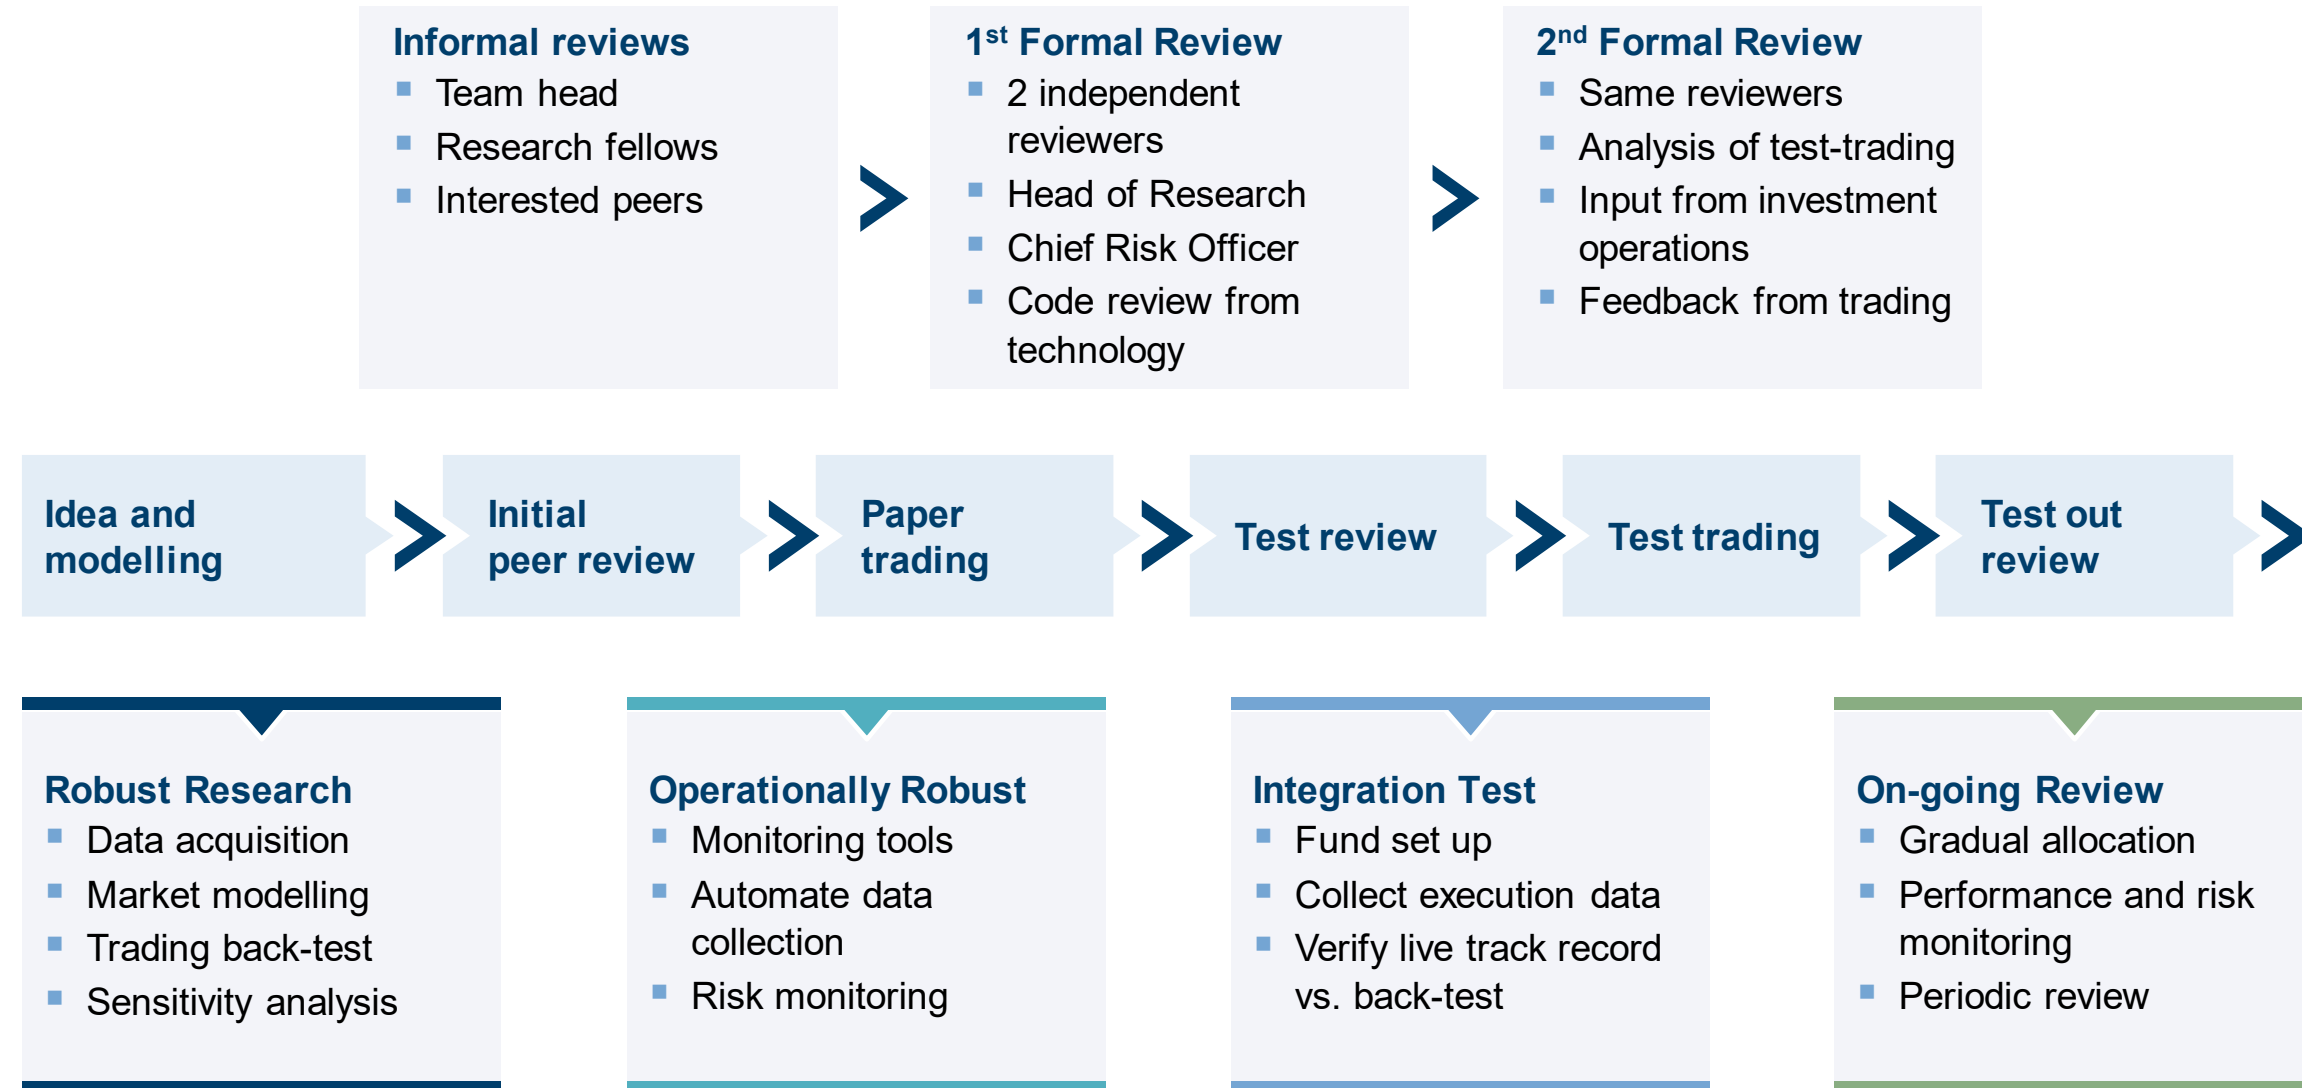 Informal reviews
Team head
Research fellows
Interested peers
1st Formal Review
2 independent
reviewers
Head of Research
Chief Risk Officer
Code review from
technology
2nd Formal Review
Same reviewers
Analysis of test-trading
Input from investment
operations
Feedback from trading
Idea and
modelling
Initial
peer review
Paper
trading
Test review
Test trading
Test out
review
Robust Research
Data acquisition
Market modelling
Trading back-test
Sensitivity analysis
Operationally Robust
Monitoring tools
Automate data
collection
Risk monitoring
Integration Test
Fund set up
Collect execution data
Verify live track record
vs. back-test
On-going Review
Gradual allocation
Performance and risk
monitoring
Periodic review